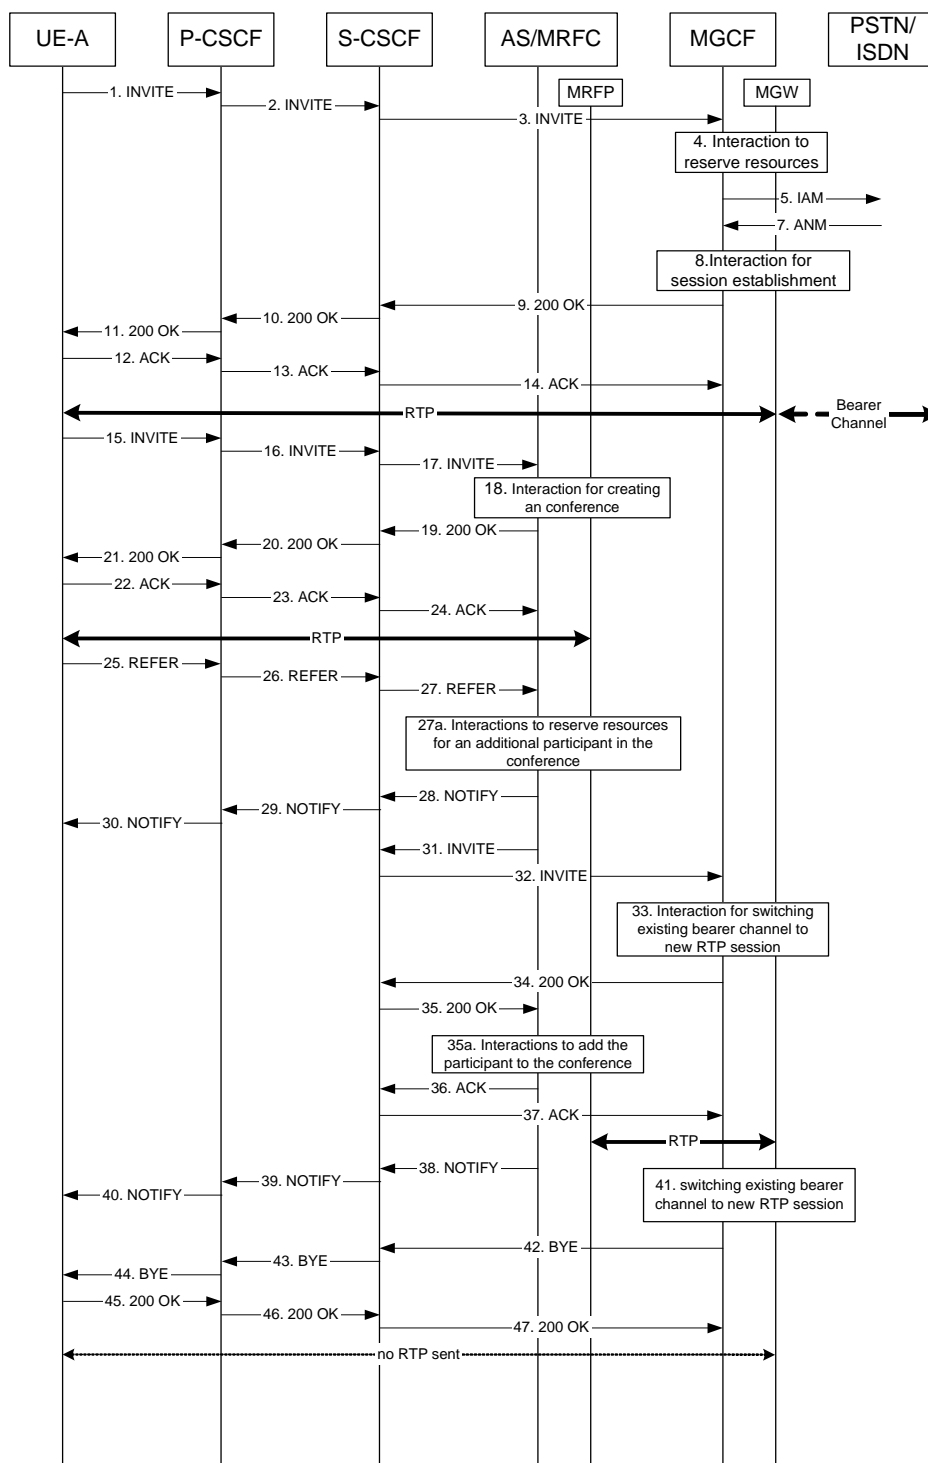 UE-A
P-CSCF
S-CSCF
AS/MRFC
MGCF
PSTN/
ISDN
MRFP
MGW
1. INVITE
2. INVITE
3. INVITE
4. Interaction to
reserve resources
5. IAM
7. ANM
8.Interaction for
session establishment
9. 200 OK
10. 200 OK
11. 200 OK
12. ACK
13. ACK
14. ACK
RTP
Bearer
Channel
15. INVITE
16. INVITE
17. INVITE
18. Interaction for creating
an conference
19. 200 OK
20. 200 OK
21. 200 OK
22. ACK
23. ACK
24. ACK
RTP
25. REFER
26. REFER
27. REFER
27a. Interactions to reserve resources
for an additional participant in the
conference
28. NOTIFY
29. NOTIFY
30. NOTIFY
31. INVITE
32. INVITE
33. Interaction for switching
existing bearer channel to
new RTP session
34. 200 OK
35. 200 OK
35a. Interactions to add the
participant to the conference
36. ACK
37. ACK
RTP
38. NOTIFY
39. NOTIFY
40. NOTIFY
41. switching existing bearer
channel to new RTP session
42. BYE
43. BYE
44. BYE
45. 200 OK
46. 200 OK
47. 200 OK
no RTP sent